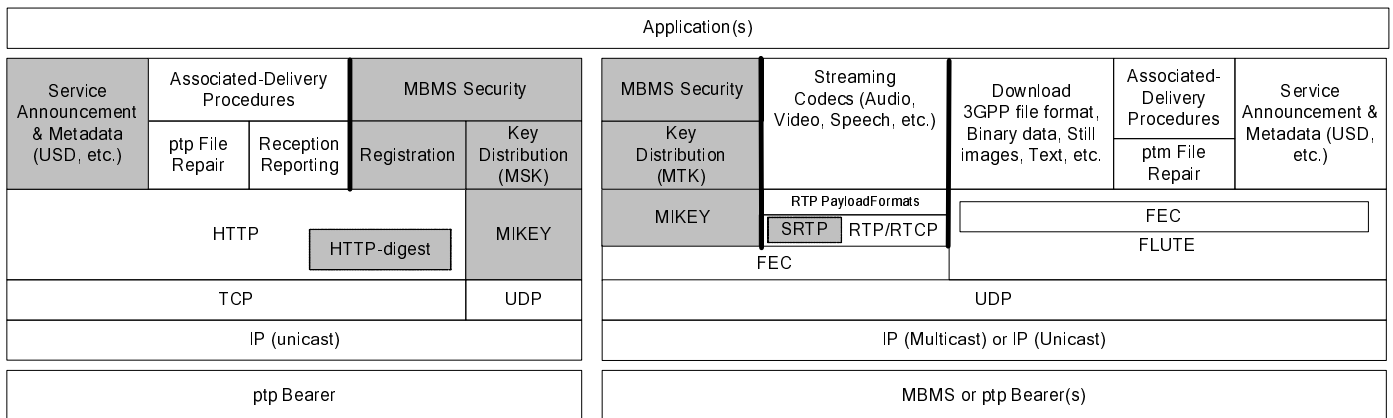 Application(s)
Service
Announcement
& Metadata
(USD, etc.)
Associated-Delivery
Procedures
ptp File
Repair
Reception
Reporting
MBMS Security
Registration
Key
Distribution
(MSK)
HTTP
HTTP-digest
MIKEY
TCP
UDP
IP (unicast)
ptp Bearer
MBMS Security
Key
Distribution
(MTK)
MIKEY
Streaming
Codecs (Audio,
Video, Speech, etc.)
RTP PayloadFormats
SRTP
RTP/RTCP
FEC
Download
3GPP file format,
Binary data, Still
images, Text, etc.
Associated-
Delivery
Procedures
ptm File
Repair
Service
Announcement &
Metadata (USD,
etc.)
FEC
FLUTE
UDP
IP (Multicast) or IP (Unicast)
MBMS or ptp Bearer(s)